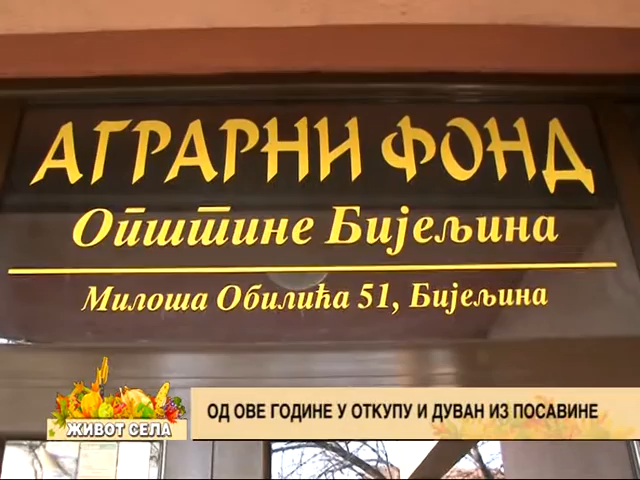 АГРАРНИ ФОНД
Општине Бијељина
Милоша Обилића 51, Бијељина
ОД ОВЕ ГОДИНЕ У ОТКУПУ И ДУВАН ИЗ ПОСАВИНЕ
ЖИВОТ СЕЛА